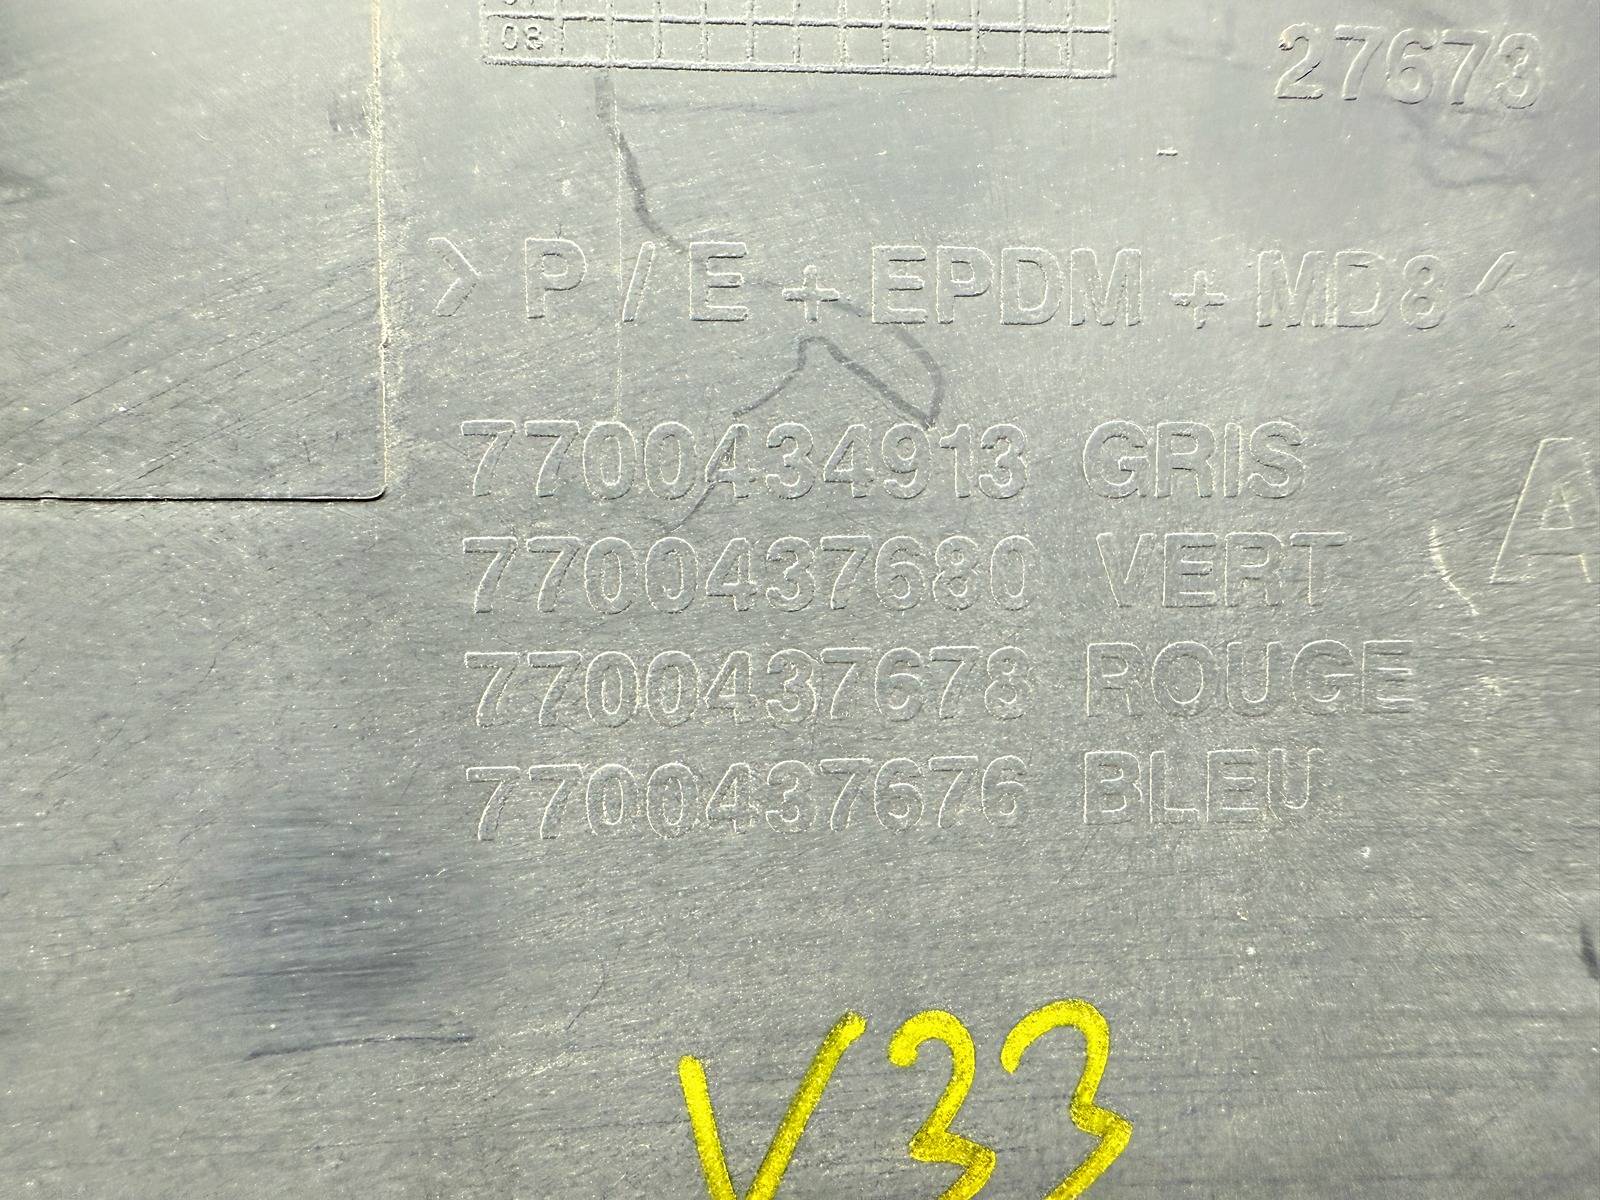 08
27673
> P / E + EPDM + MD8 <
7700434913 GRIS
7700437680 VERT
7700437678 ROUGE
7700437676 BLEU
A
V33